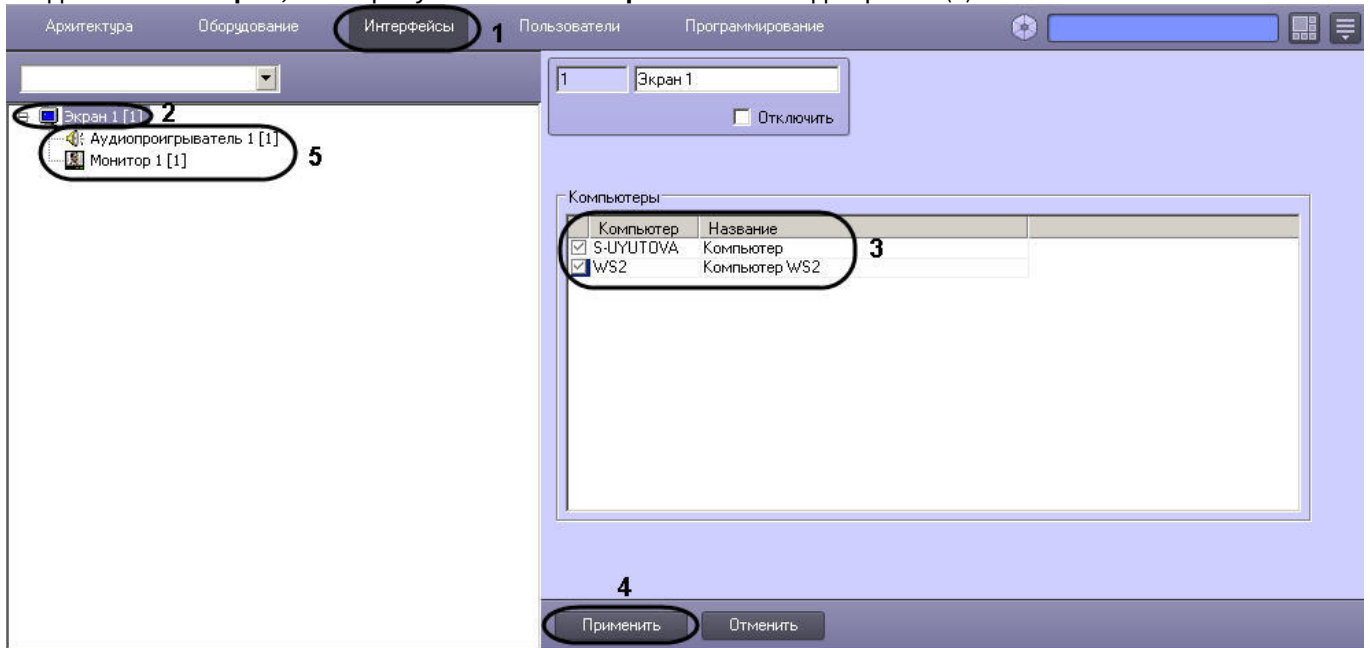 Архитектура Оборудование Интерфейсы 1 Пользователи Программирование
1 Экран 1
Отключить
Экран 1 [1] 2
Аудиопроигрыватель 1 [1]
Монитор 1 [1]
5
Компьютеры
Компьютер Название
S-UYUTOVA Компьютер
WS2 Компьютер WS2
3
4
Применить Отменить